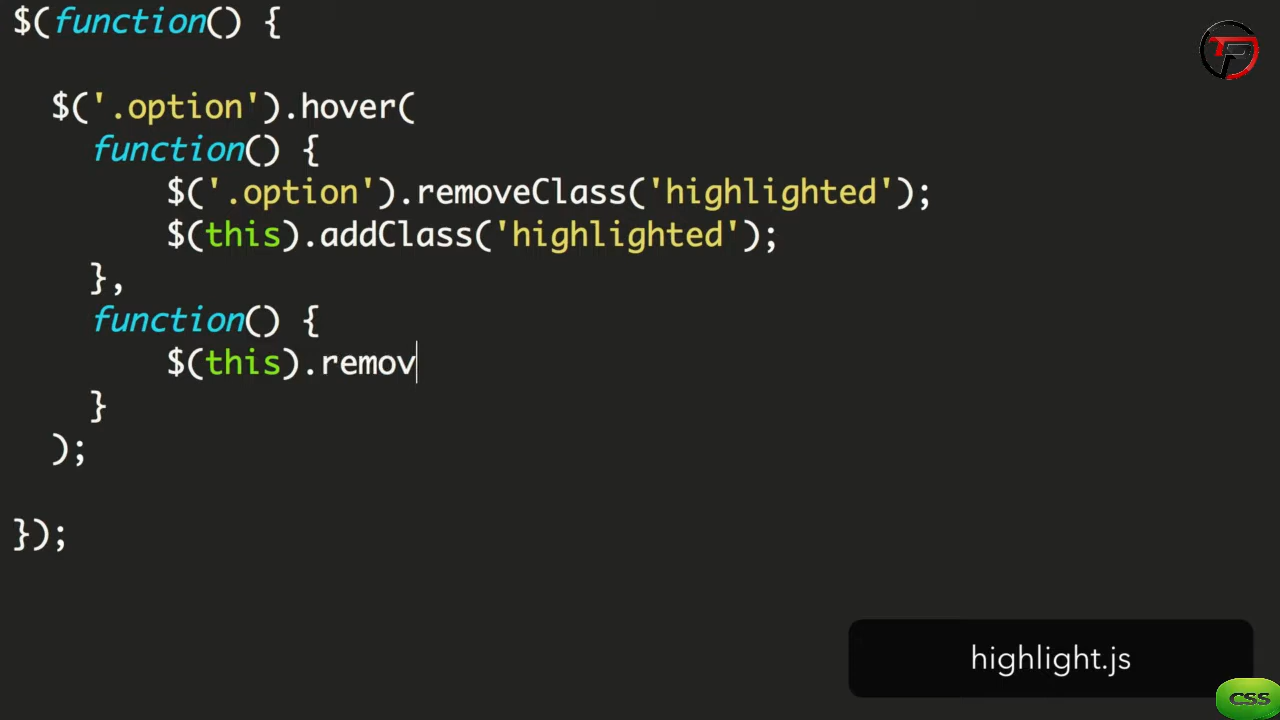 $(function() {
$('.option').hover(
function() {
$('.option').removeClass('highlighted');
$(this).addClass('highlighted');
},
function() {
$(this).remov
}
);
});
highlight.js
CSS